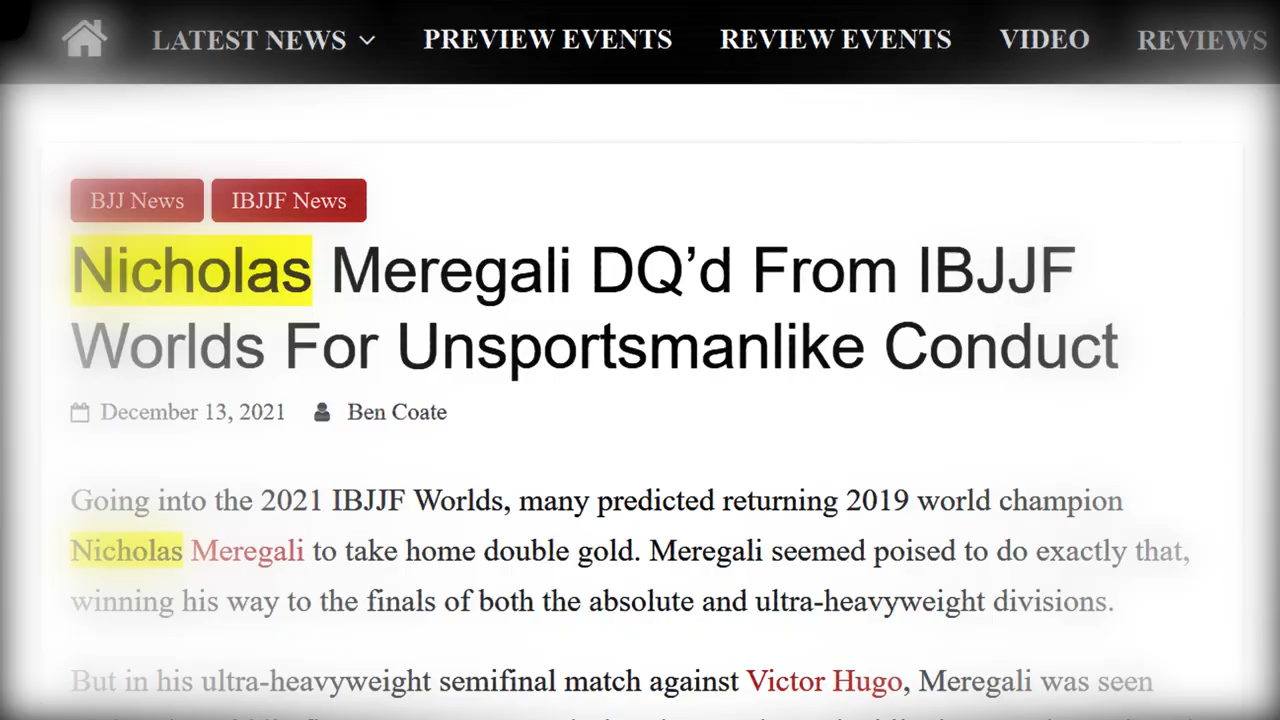 LATEST NEWS PREVIEW EVENTS REVIEW EVENTS VIDEO REVIEWS
BJJ News IBJJF News
Nicholas Meregali DQ’d From IBJJF
Worlds For Unsportsmanlike Conduct
December 13, 2021 Ben Coate
Going into the 2021 IBJJF Worlds, many predicted returning 2019 world champion
Nicholas Meregali to take home double gold. Meregali seemed poised to do exactly that,
winning his way to the finals of both the absolute and ultra-heavyweight divisions.
But in his ultra-heavyweight semifinal match against Victor Hugo, Meregali was seen